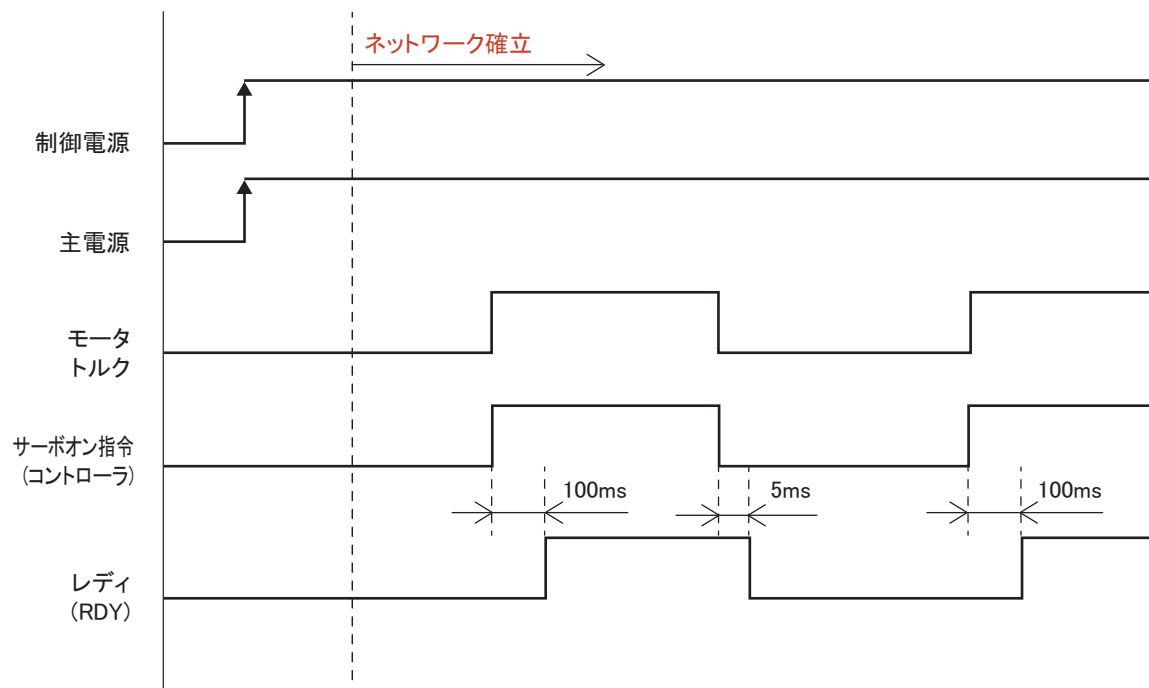 ネットワーク確立
制御電源
主電源
モータ
トルク
サーボオン指令
(コントローラ)
100ms
5ms
100ms
レディ
(RDY)